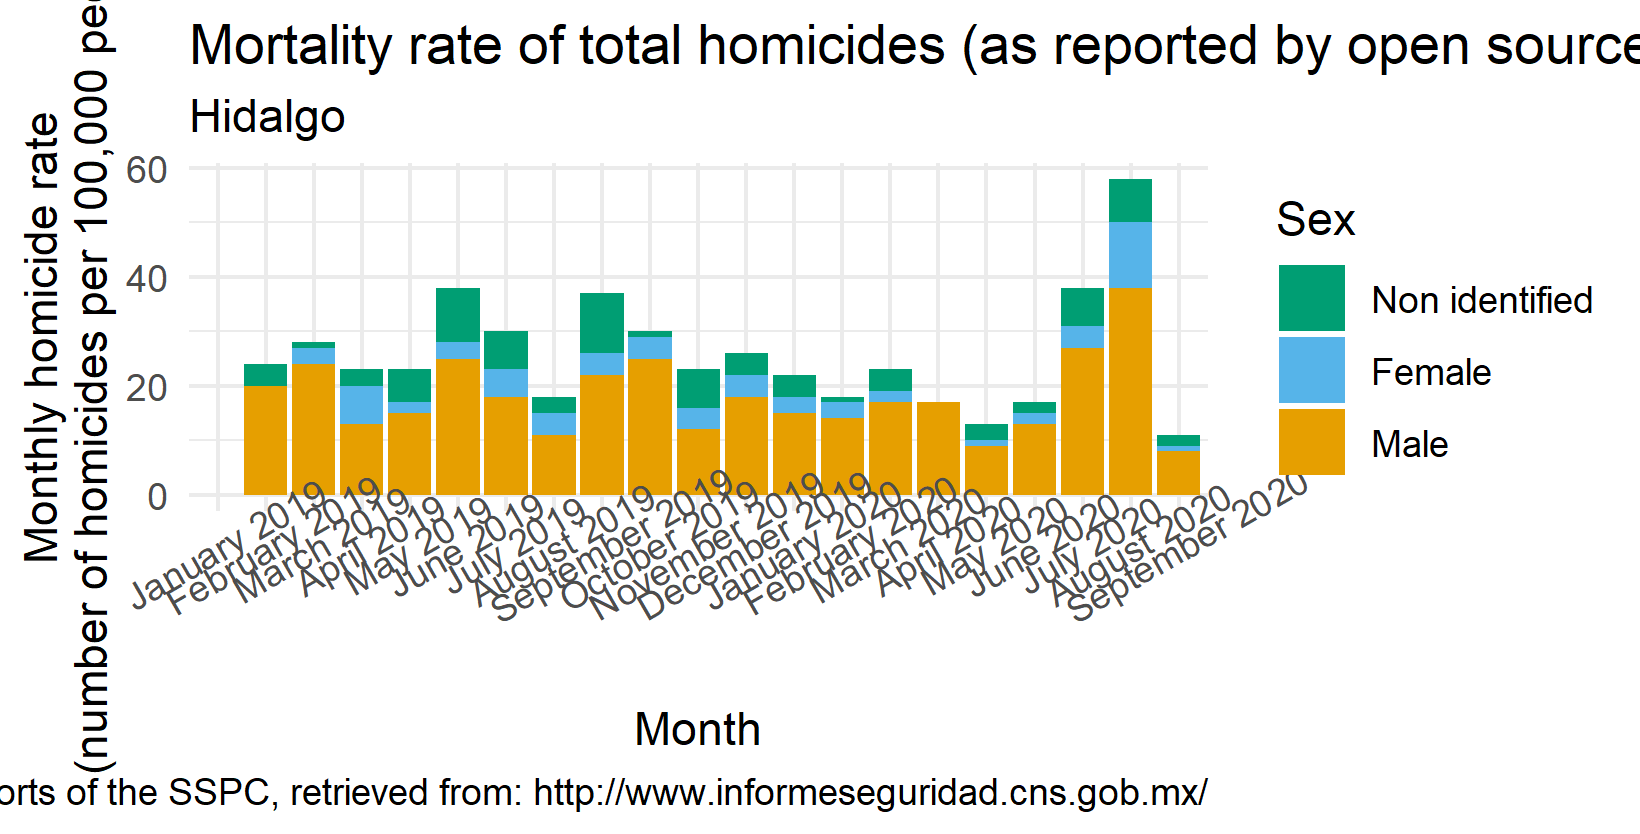 Mortality rate of total homicides (as reported by open source
Hidalgo
Monthly homicide rate
(number of homicides per 100,000
60
40
20
0
January 2019
February 2019
March 2019
April 2019
May 2019
June 2019
July 2019
August 2019
September 2019
October 2019
November 2019
December 2019
January 2020
February 2020
March 2020
April 2020
May 2020
June 2020
July 2020
August 2020
September 2020
Month
Sex
Non identified
Female
Male
orts of the SSPC, retrieved from: http://www.informeseguridad.cns.gob.mx/